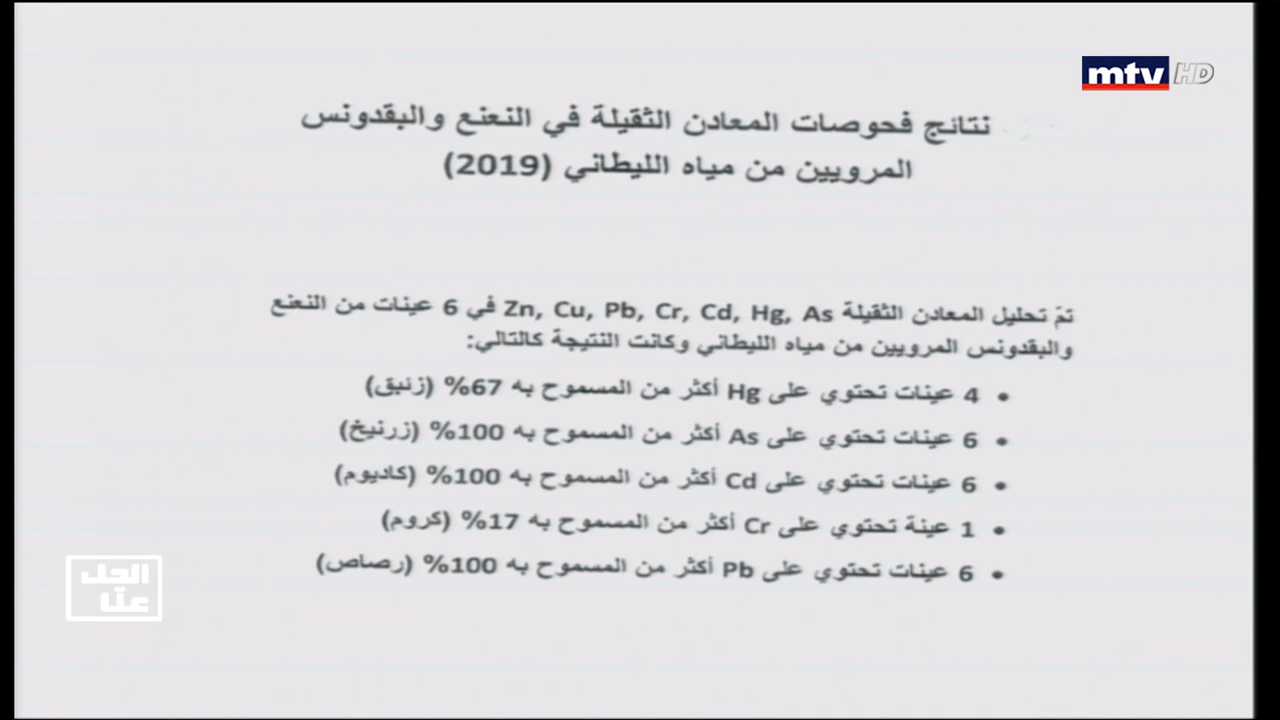 mtv HD
نتائج فحوصات المعادن الثقيلة في النعنع والبقدونس
المرويين من مياه الليطاني (2019)
تمّ تحليل المعادن الثقيلة Zn, Cu, Pb, Cr, Cd, Hg, As في 6 عينات من النعنع
والبقدونس المرويين من مياه الليطاني وكانت النتيجة كالتالي:
• 4 عينات تحتوي على Hg أكثر من المسموح به 67% (زئبق)
• 6 عينات تحتوي على As أكثر من المسموح به 100% (زرنيخ)
• 6 عينات تحتوي على Cd أكثر من المسموح به 100% (كاديوم)
• 1 عينة تحتوي على Cr أكثر من المسموح به 17% (كروم)
• 6 عينات تحتوي على Pb أكثر من المسموح به 100% (رصاص)
الحل
عنّا